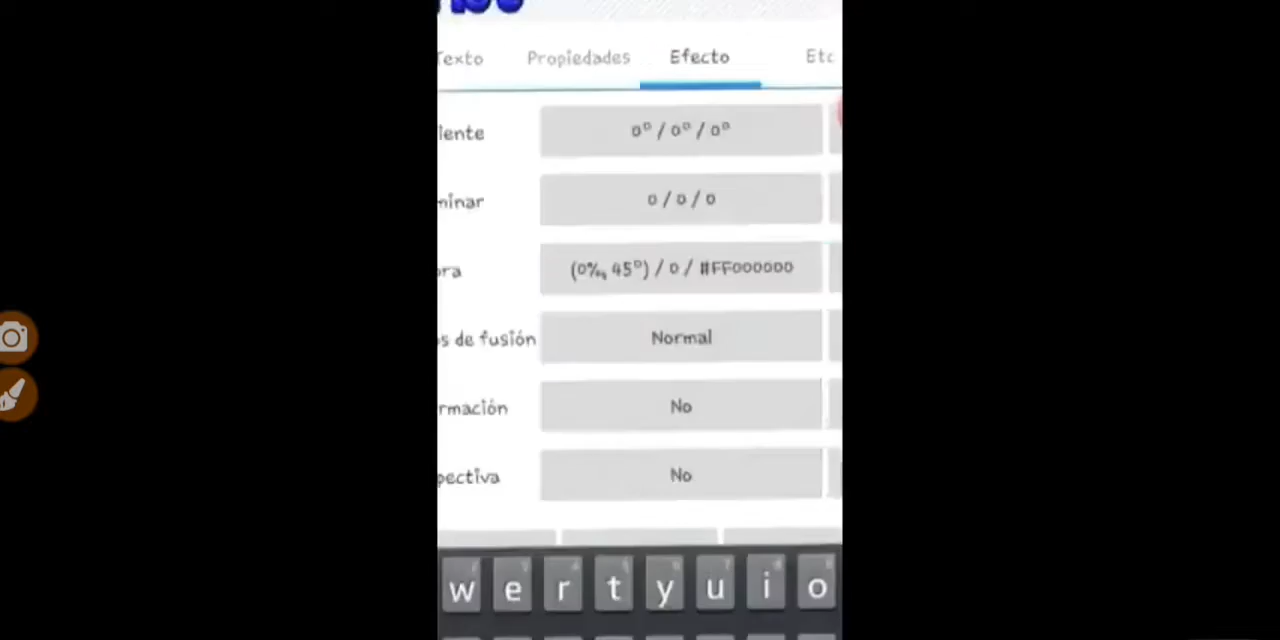 Texto Propiedades Efecto Etc
iente 0° / 0° / 0°
minar 0 / 0 / 0
ra (0%, 45°) / 0 / #FF000000
s de fusión Normal
rmación No
pectiva No
w e r t y u i o